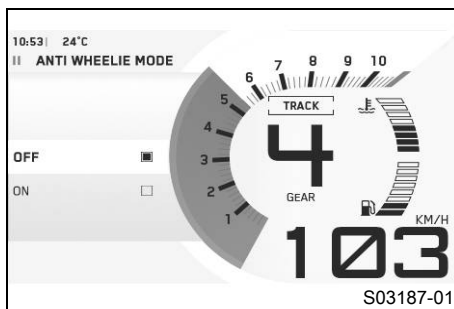 10:53| 24°C
II ANTI WHEELIE MODE
OFF
ON
1
2
3
4
5
6
7
8
9
10
TRACK
4
GEAR
KM/H
103
S03187-01